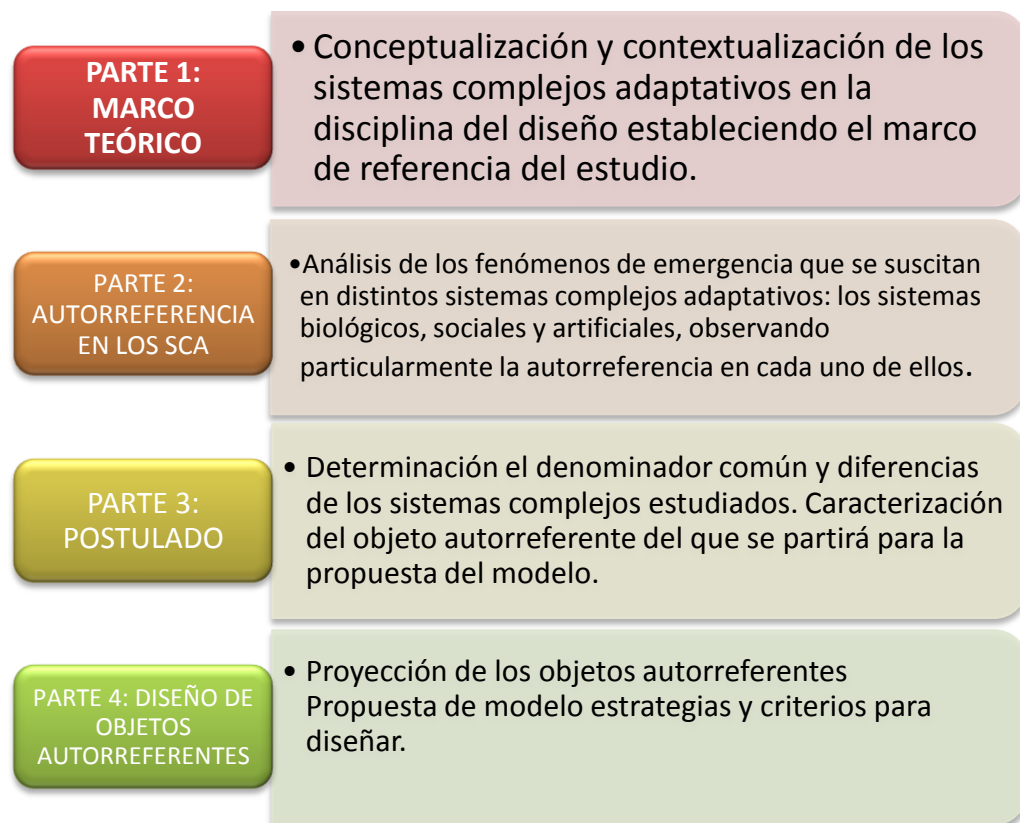 PARTE 1:
MARCO
TEÓRICO
• Conceptualización y contextualización de los
sistemas complejos adaptativos en la
disciplina del diseño estableciendo el marco
de referencia del estudio.
PARTE 2:
AUTORREFERENCIA
EN LOS SCA
•Análisis de los fenómenos de emergencia que se suscitan
en distintos sistemas complejos adaptativos: los sistemas
biológicos, sociales y artificiales, observando
particularmente la autorreferencia en cada uno de ellos.
PARTE 3:
POSTULADO
• Determinación el denominador común y diferencias
de los sistemas complejos estudiados. Caracterización
del objeto autorreferente del que se partirá para la
propuesta del modelo.
PARTE 4: DISEÑO DE
OBJETOS
AUTORREFERENTES
• Proyección de los objetos autorreferentes
Propuesta de modelo estrategias y criterios para
diseñar.